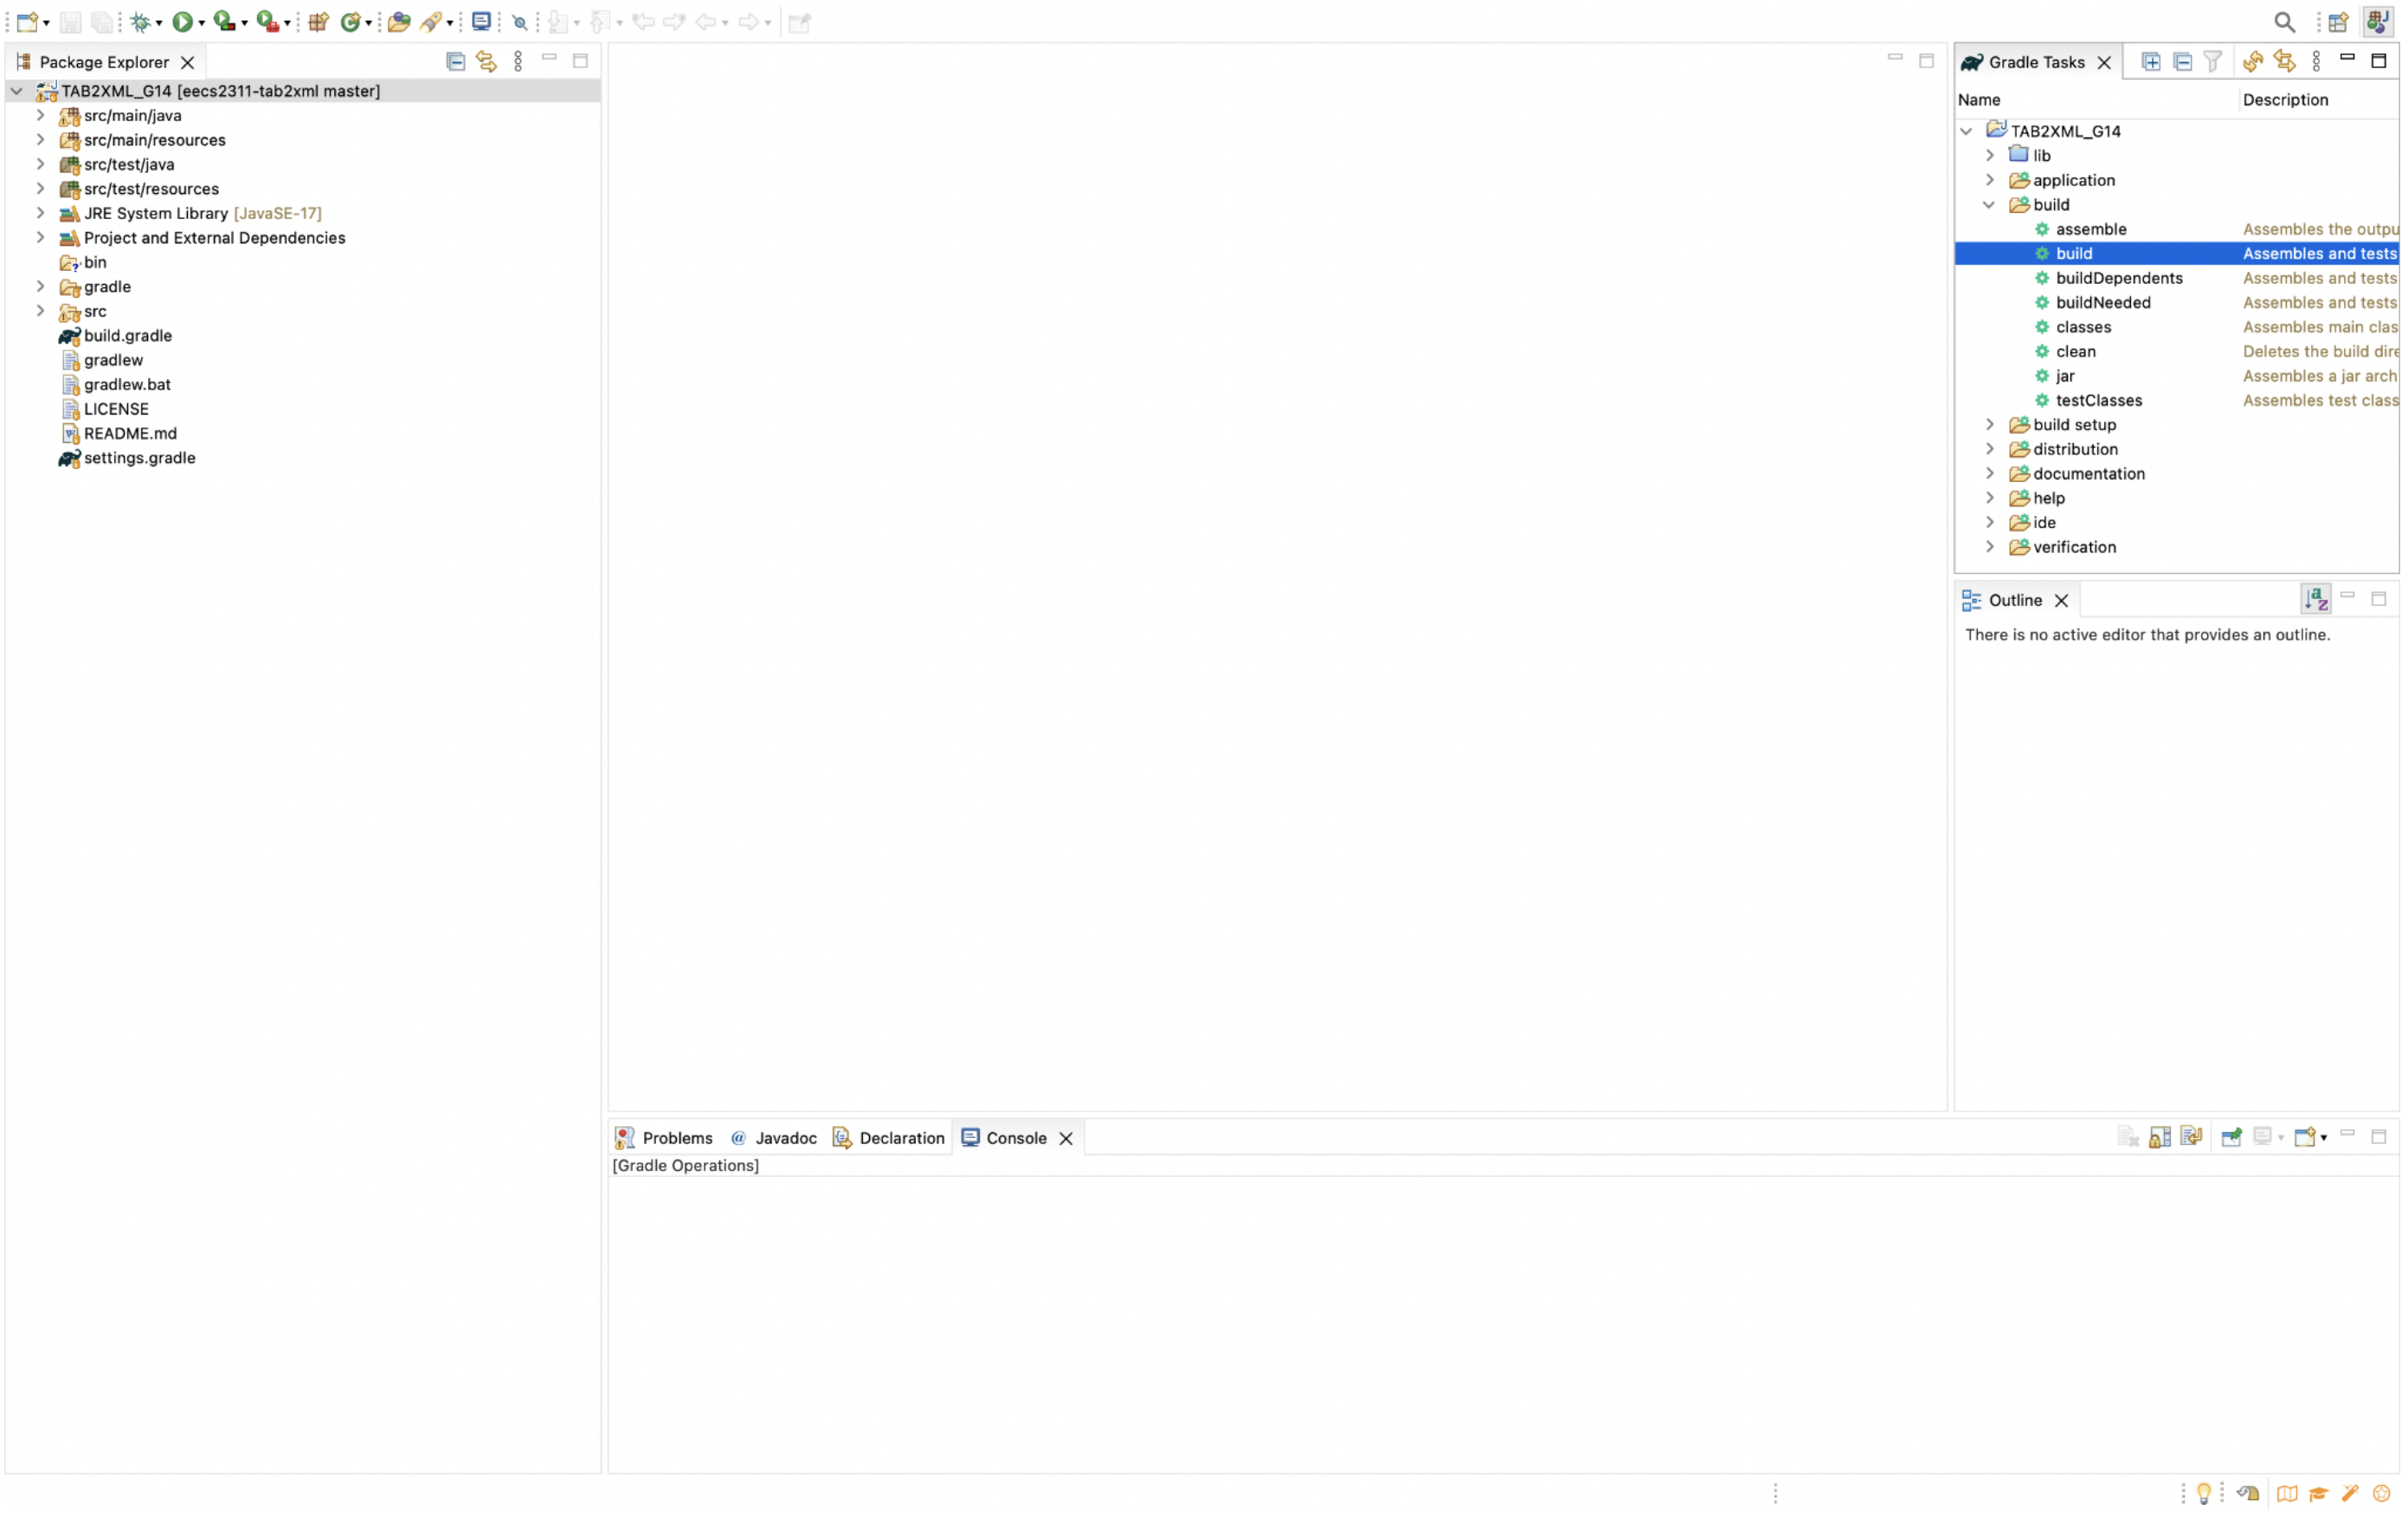 Package Explorer
TAB2XML_G14 [eecs2311-tab2xml master]
src/main/java
src/main/resources
src/test/java
src/test/resources
JRE System Library [JavaSE-17]
Project and External Dependencies
bin
gradle
src
build.gradle
gradlew
gradlew.bat
LICENSE
README.md
settings.gradle
Gradle Tasks
Name Description
TAB2XML_G14
lib
application
build
assemble Assembles the outpu
build Assembles and tests
buildDependents Assembles and tests
buildNeeded Assembles and tests
classes Assembles main clas
clean Deletes the build dire
jar Assembles a jar arch
testClasses Assembles test class
build setup
distribution
documentation
help
ide
verification
Outline
There is no active editor that provides an outline.
Problems @ Javadoc Declaration Console
[Gradle Operations]